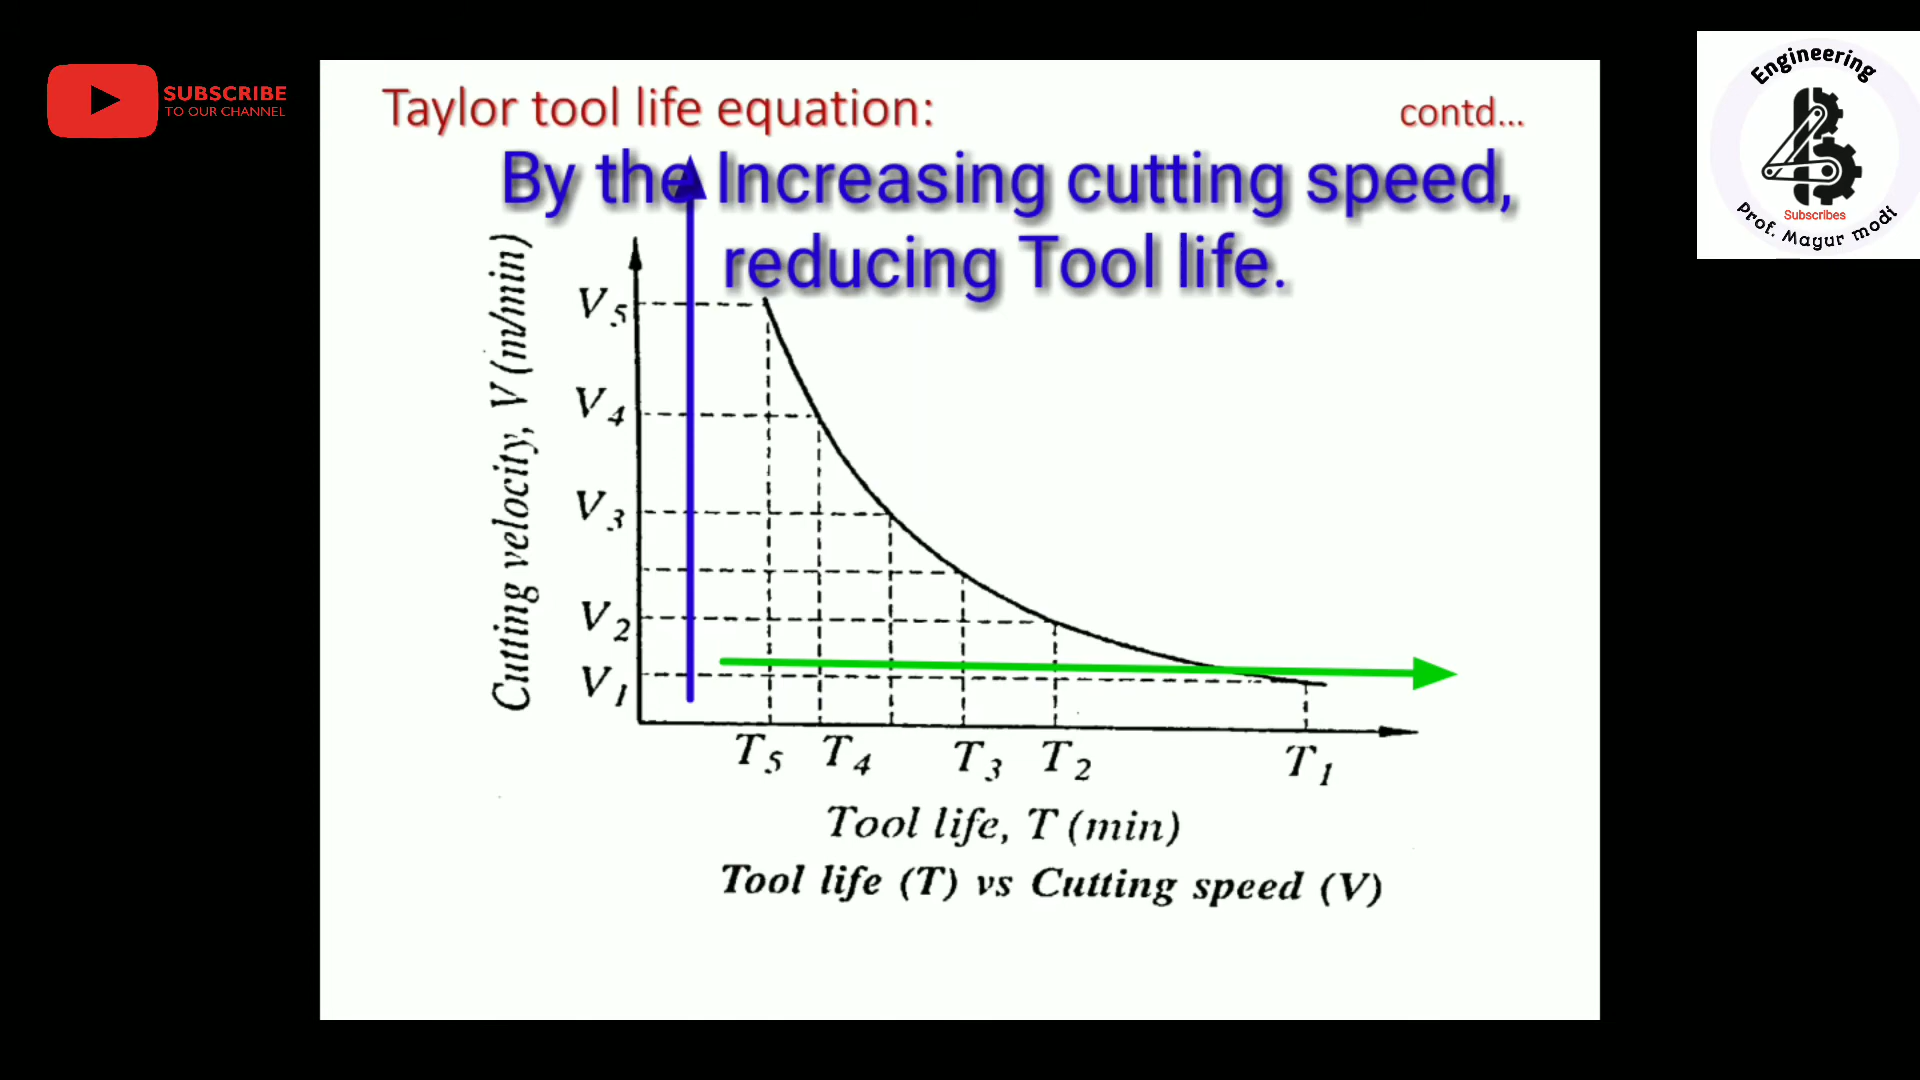 SUBSCRIBE
TO OUR CHANNEL
Engineering
Subscribes
Prof. Mayur modi
Taylor tool life equation:
contd...
By the Increasing cutting speed,
reducing Tool life.
Cutting velocity, V (m/min)
V5
V4
V3
V2
V1
T5 T4 T3 T2 T1
Tool life, T (min)
Tool life (T) vs Cutting speed (V)